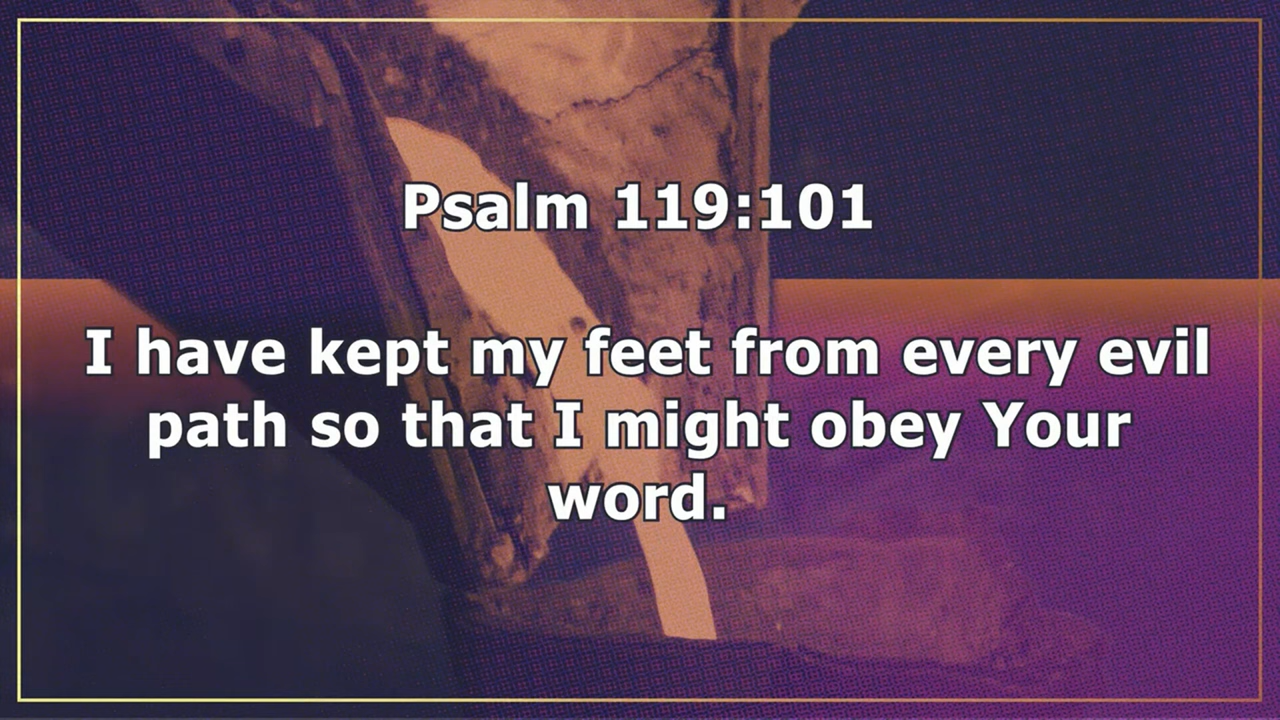 Psalm 119:101
I have kept my feet from every evil
path so that I might obey Your
word.